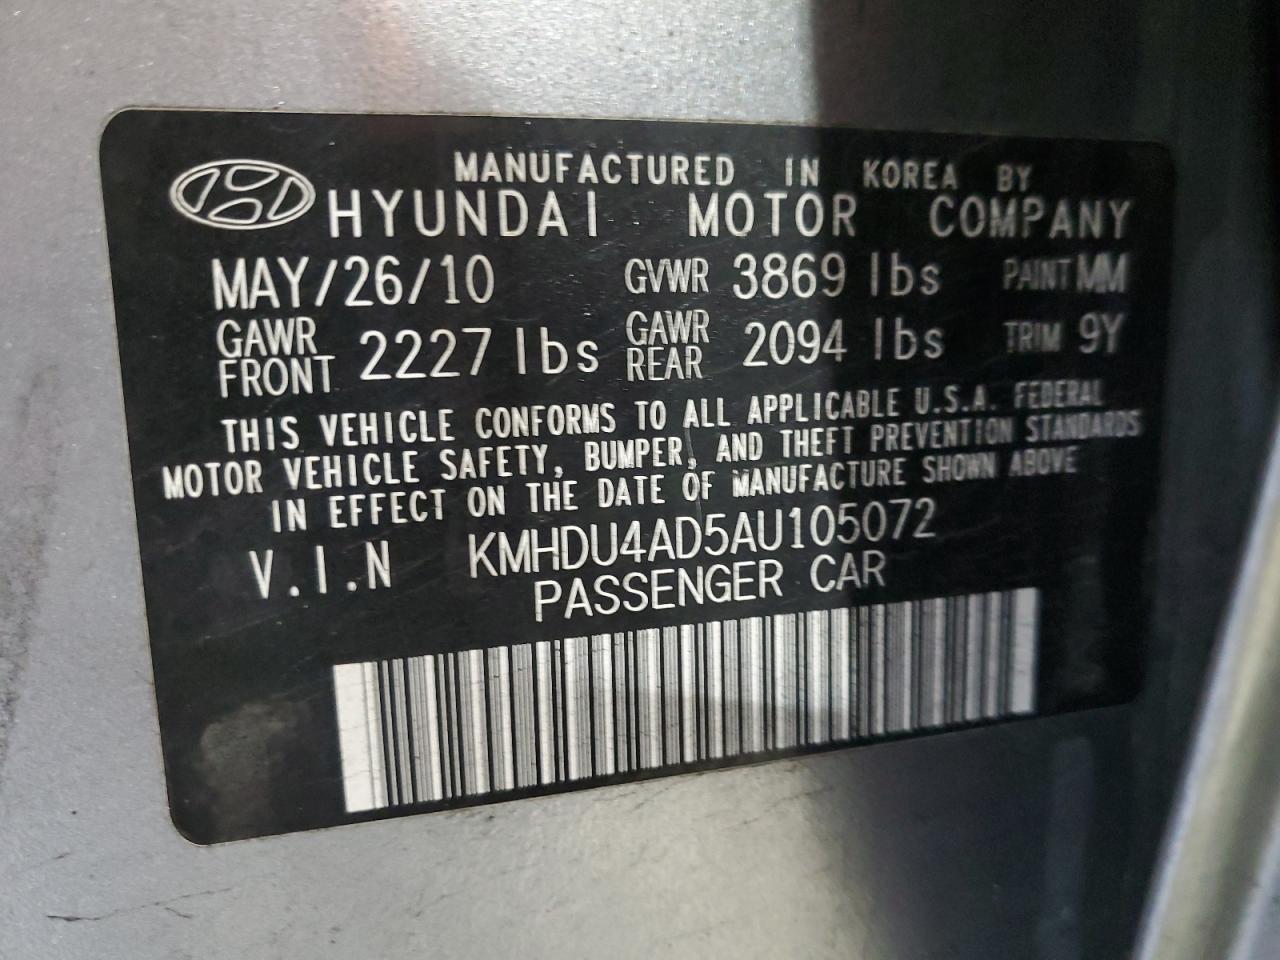 MANUFACTURED IN KOREA BY
HYUNDAI MOTOR COMPANY
MAY/26/10 GVWR 3869 lbs PAINT MM
GAWR FRONT 2227 lbs GAWR REAR 2094 lbs TRIM 9Y
THIS VEHICLE CONFORMS TO ALL APPLICABLE U.S.A. FEDERAL
MOTOR VEHICLE SAFETY, BUMPER, AND THEFT PREVENTION STANDARDS
IN EFFECT ON THE DATE OF MANUFACTURE SHOWN ABOVE
V.I.N KMHDU4AD5AU105072
PASSENGER CAR